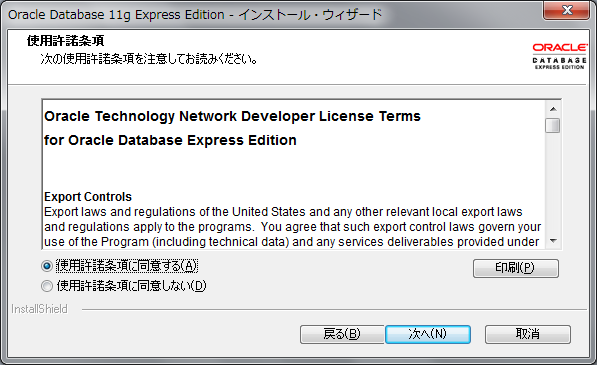 Oracle Database 11g Express Edition - インストール・ウィザード
使用許諾条項
次の使用許諾条項を注意してお読みください。
ORACLE
DATABASE
EXPRESS EDITION
Oracle Technology Network Developer License Terms
for Oracle Database Express Edition
Export Controls
Export laws and regulations of the United States and any other relevant local export laws
and regulations apply to the programs.  You agree that such export control laws govern your
use of the Program (including technical data) and any services deliverables provided under
使用許諾条項に同意する(A)
印刷(P)
使用許諾条項に同意しない(D)
InstallShield
戻る(B)
次へ(N)
取消